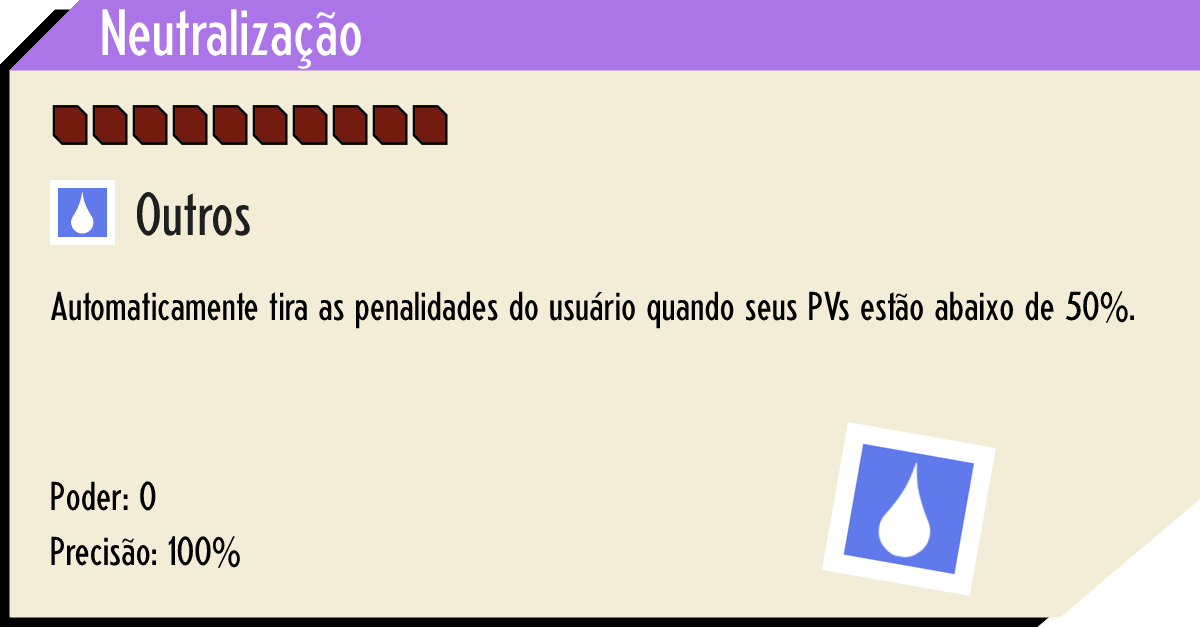 Neutralização
Outros
Automaticamente tira as penalidades do usuário quando seus PVs estão abaixo de 50%.
Poder: 0
Precisão: 100%